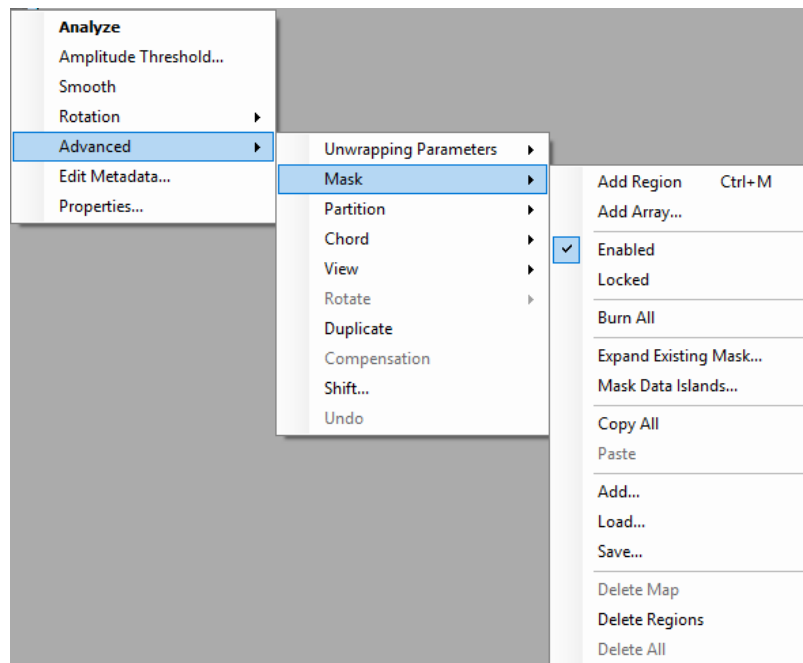 Analyze
Amplitude Threshold...
Smooth
Rotation
Advanced
Edit Metadata...
Properties...
Unwrapping Parameters
Mask
Partition
Chord
View
Rotate
Duplicate
Compensation
Shift...
Undo
Add Region Ctrl+M
Add Array...
Enabled
Locked
Burn All
Expand Existing Mask...
Mask Data Islands...
Copy All
Paste
Add...
Load...
Save...
Delete Map
Delete Regions
Delete All